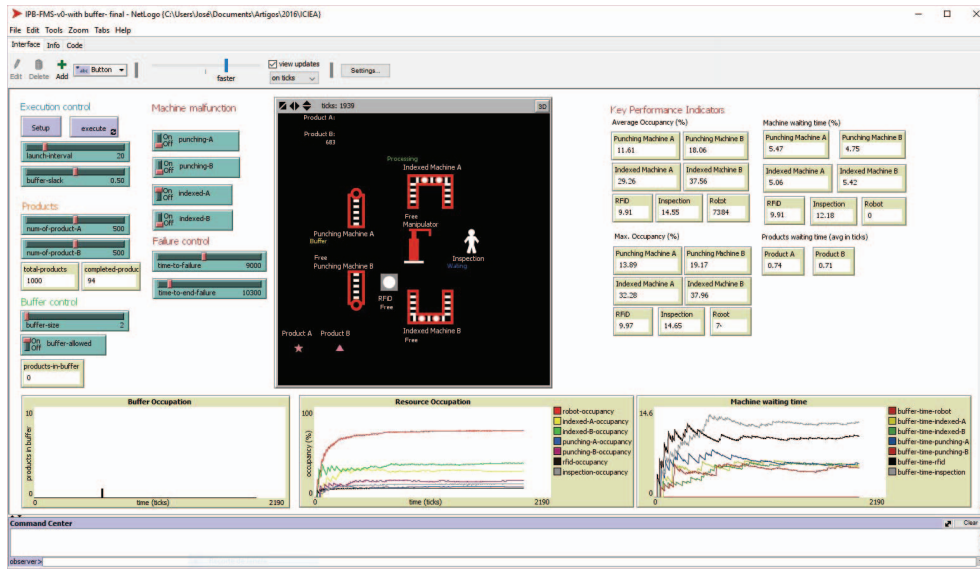 IPB-FMS-v0-with buffer- final - NetLogo {C:\Users\José\Documents\Artigos\2016\ICIEA}
File Edit Tools Zoom Tabs Help
Interface Info Code
Edit Delete Add
abc Button
faster
view updates
on ticks
Settings...
Execution control
Setup execute
launch-interval 20
buffer-slack 0.50
Products
num-of-product-A 500
num-of-product-B 500
total-products
1000
completed-produc
94
Buffer control
buffer-size 2
On
Off buffer-allowed
products-in-buffer
0
Machine malfunction
On
Off punching-A
On
Off punching-B
On
Off indexed-A
On
Off indexed-B
Failure control
time-to-failure 9000
time-to-end-failure 10300
ticks: 1939
3D
Product A:
Product B:
683
Processing
Indexed Machine A
Free
Manipulator
Punching Machine A
Buffer
Inspection
Waiting
Free
Punching Machine B
RFiD
Free
Product A Product B
Indexed Machine B
Free
Key Performance Indicators
Average Occupancy (%)
Punching Machine A
11.61
Punching Machine B
18.06
Indexed Machine A
29.26
Indexed Machine B
37.56
RFiD
9.91
Inspection
14.55
Robot
7384
Max. Occupancy (%)
Punching Machine A
13.89
Punching Machine B
19.17
Indexed Machine A
32.28
Indexed Machine B
37.96
RFiD
9.97
Inspection
14.65
Machine waiting time (%)
Punching Machine A
5.47
Punching Machine B
4.75
Indexed Machine A
5.06
Indexed Machine B
5.42
RFiD
9.91
Inspection
12.18
Robot
0
Products waiting time (avg in ticks)
Product A
0.74
Product B
0.71
Buffer Occupation
10
products in buffer
0
0
time (ticks)
2190
Resource Occupation
100
occupancy (%)
0
0
time (ticks)
2190
robot-occupancy
indexed-A-occupancy
indexed-B-occupancy
punching-A-occupancy
punching-B-occupancy
rfid-occupancy
inspection-occupancy
Machine waiting time
14.6
0
0
2190
buffer-time-robot
buffer-time-indexed-A
buffer-time-indexed-B
buffer-time-punching-A
buffer-time-punching-B
buffer-time-rfid
buffer-time-inspection
Command Center
Clear
observer>